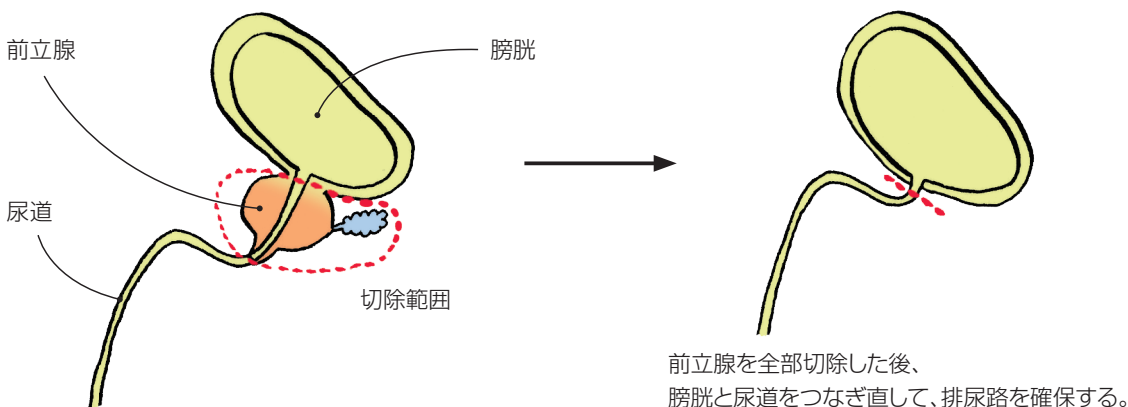 前立腺
膀胱
尿道
切除範囲
前立腺を全部切除した後、
膀胱と尿道をつなぎ直して、排尿路を確保する。